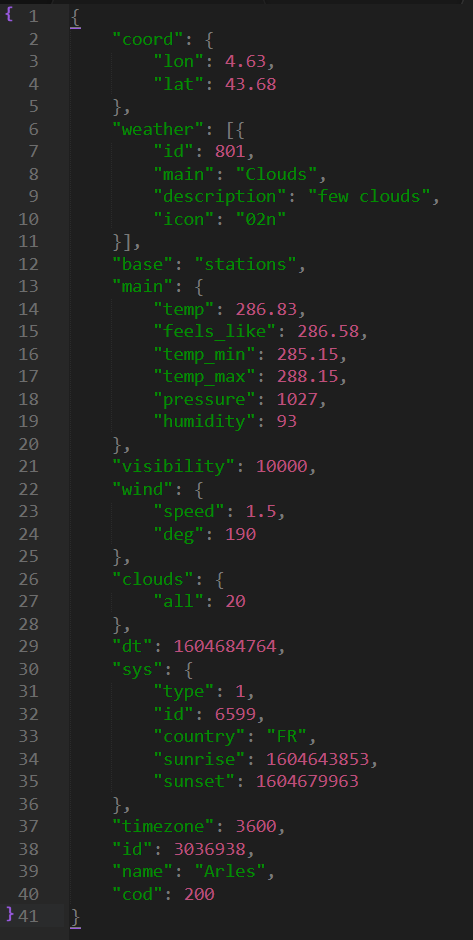 { 1 {
2 "coord": {
3 "lon": 4.63,
4 "lat": 43.68
5 },
6 "weather": [{
7 "id": 801,
8 "main": "Clouds",
9 "description": "few clouds",
10 "icon": "02n"
11 }],
12 "base": "stations",
13 "main": {
14 "temp": 286.83,
15 "feels_like": 286.58,
16 "temp_min": 285.15,
17 "temp_max": 288.15,
18 "pressure": 1027,
19 "humidity": 93
20 },
21 "visibility": 10000,
22 "wind": {
23 "speed": 1.5,
24 "deg": 190
25 },
26 "clouds": {
27 "all": 20
28 },
29 "dt": 1604684764,
30 "sys": {
31 "type": 1,
32 "id": 6599,
33 "country": "FR",
34 "sunrise": 1604643853,
35 "sunset": 1604679963
36 },
37 "timezone": 3600,
38 "id": 3036938,
39 "name": "Arles",
40 "cod": 200
} 41 }